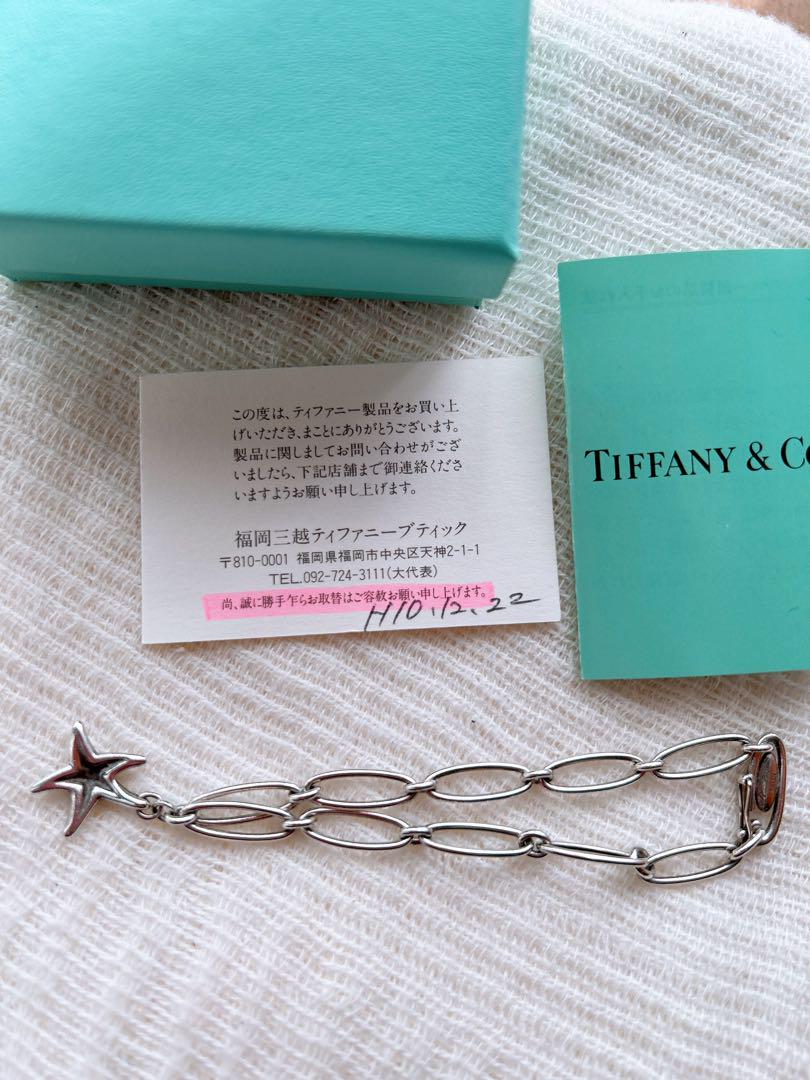 この度は、ティファニー製品をお買い上
げいただき、まことにありがとうございます。
製品に関しましてお問い合わせがござ
いましたら、下記店舗まで御連絡くださ
いますようお願い申し上げます。
福岡三越ティファニーブティック
〒810-0001 福岡県福岡市中央区天神2-1-1
TEL.092-724-3111(大代表)
尚、誠に勝手乍らお取替はご容赦お願い申し上げます。
H10.12.22
TIFFANY & Co